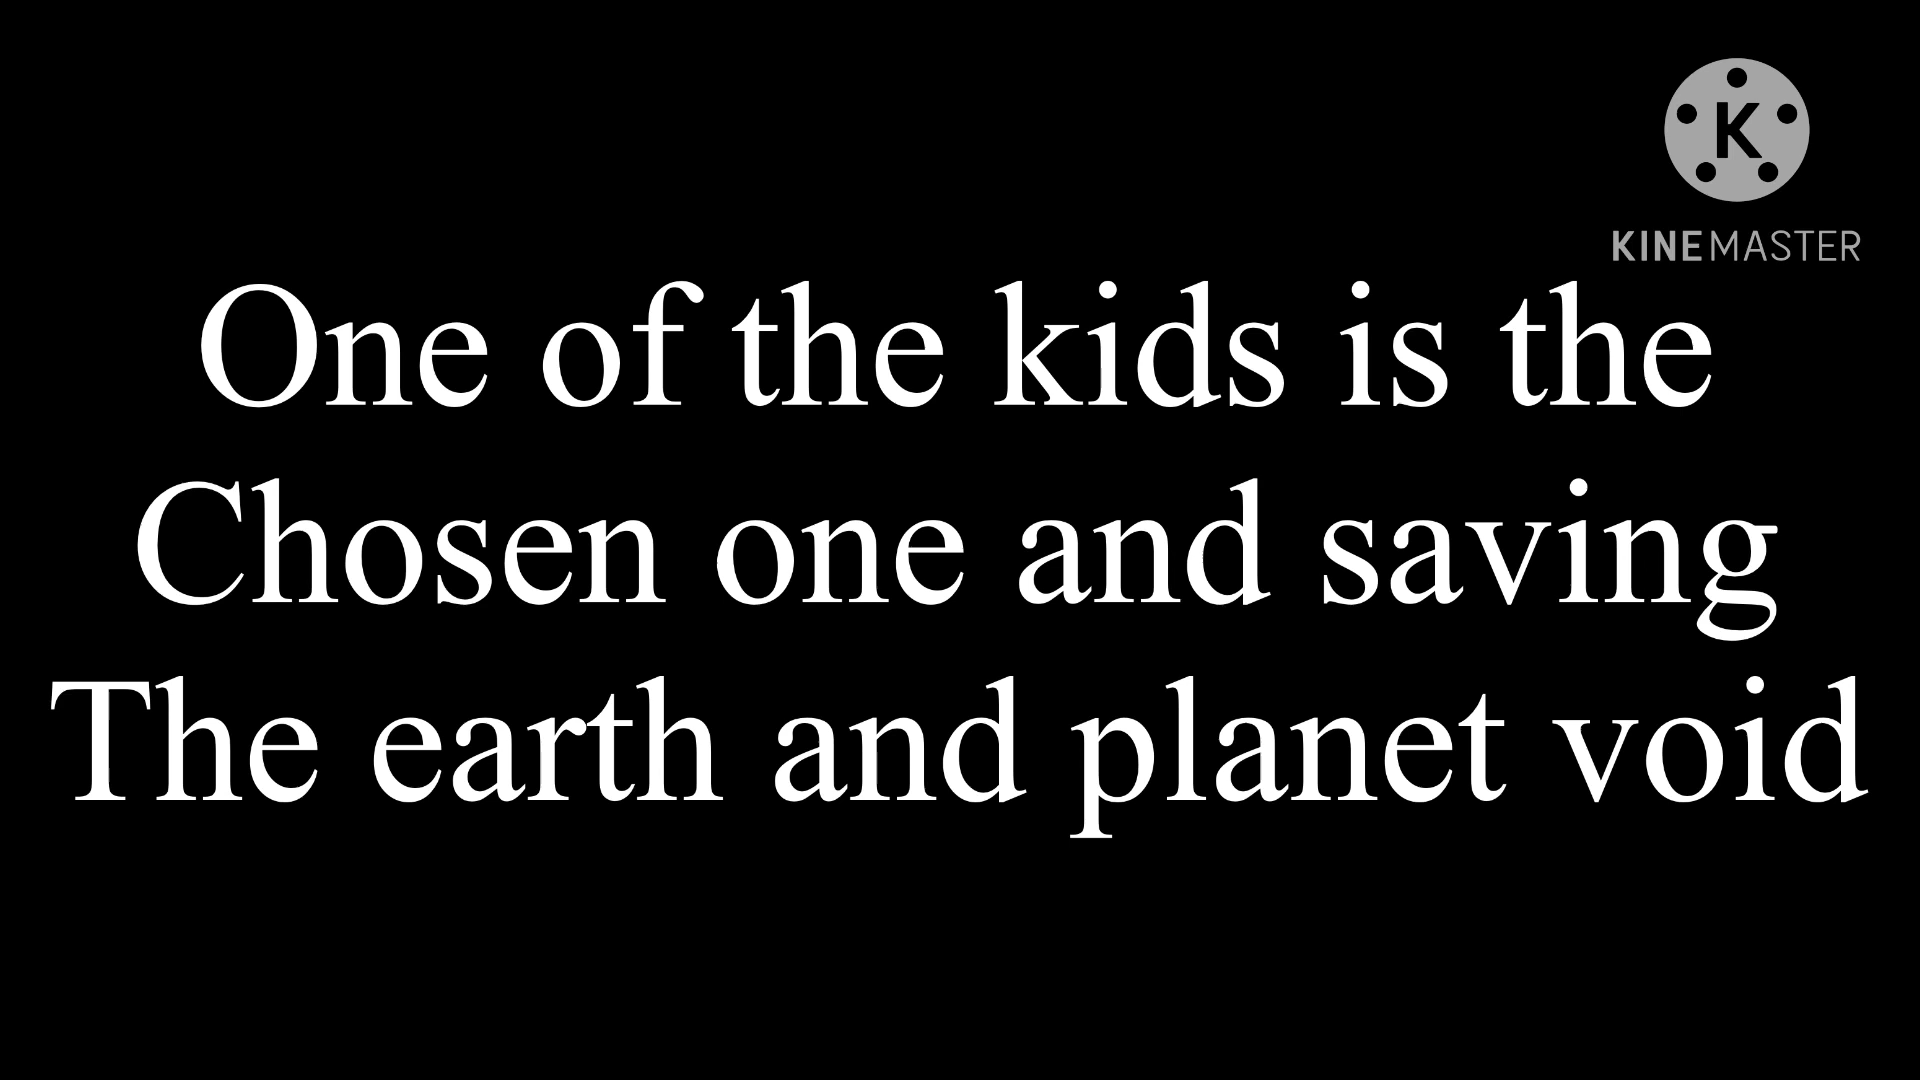 K
KINEMASTER
One of the kids is the
Chosen one and saving
The earth and planet void